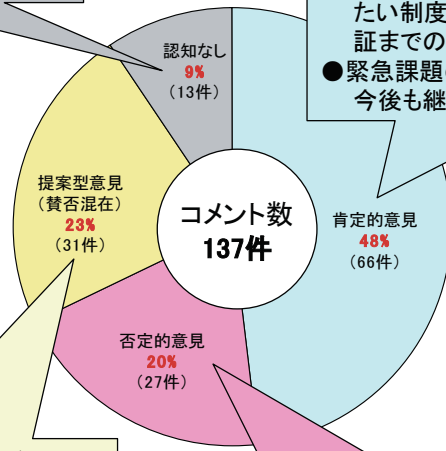 たい制度
証までの
●緊急課題
今後も継
認知なし
9%
(13件)
提案型意見
(賛否混在)
23%
(31件)
コメント数
137件
肯定的意見
48%
(66件)
否定的意見
20%
(27件)